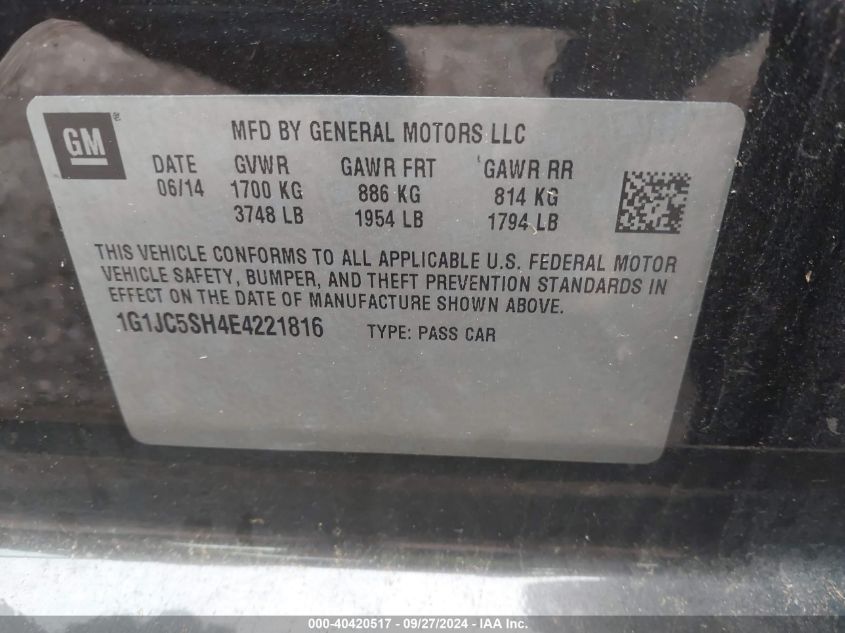 GM®
MFD BY GENERAL MOTORS LLC
DATE GVWR GAWR FRT GAWR RR
06/14 1700 KG 886 KG 814 KG
3748 LB 1954 LB 1794 LB
THIS VEHICLE CONFORMS TO ALL APPLICABLE U.S. FEDERAL MOTOR
VEHICLE SAFETY, BUMPER, AND THEFT PREVENTION STANDARDS IN
EFFECT ON THE DATE OF MANUFACTURE SHOWN ABOVE.
1G1JC5SH4E4221816 TYPE: PASS CAR
000-40420517 - 09/27/2024 - IAA Inc.